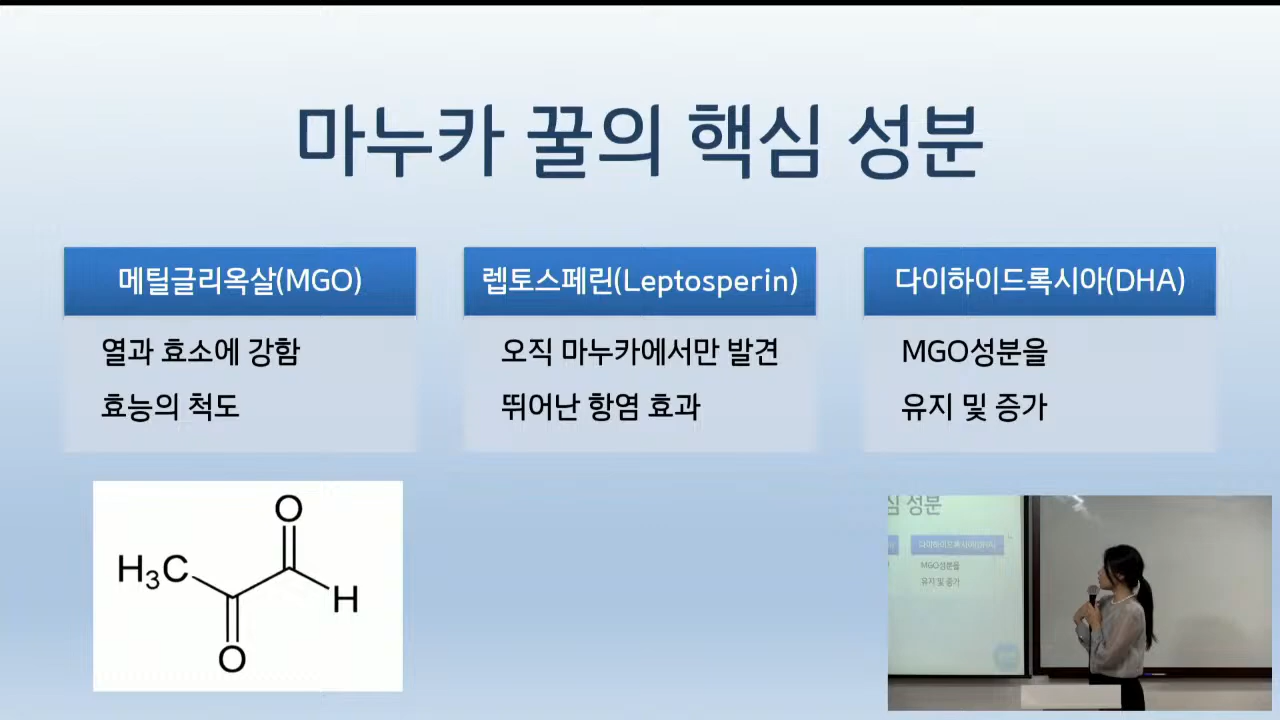 마누카 꿀의 핵심 성분
메틸글리옥살(MGO)
열과 효소에 강함
효능의 척도
렙토스페린(Leptosperin)
오직 마누카에서만 발견
뛰어난 항염 효과
다이하이드록시아(DHA)
MGO성분을
유지 및 증가
O
H₃C
H
O
심 성분
다이하이드록시아(DHA)
MGO성분을
유지 및 증가